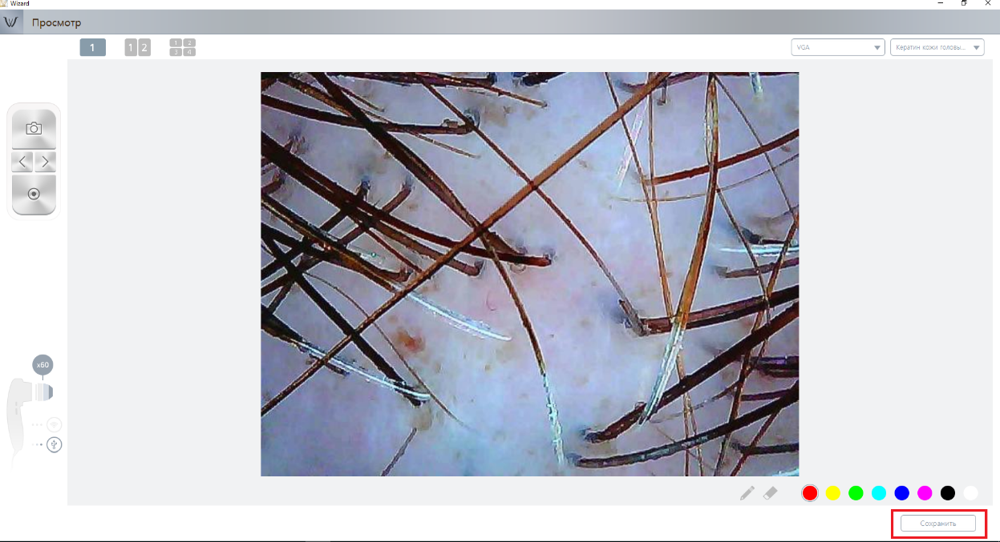 Wizard
W Просмотр
1
1 2
1 2
3 4
VGA
Кератин кожи головы...
x60
Сохранить